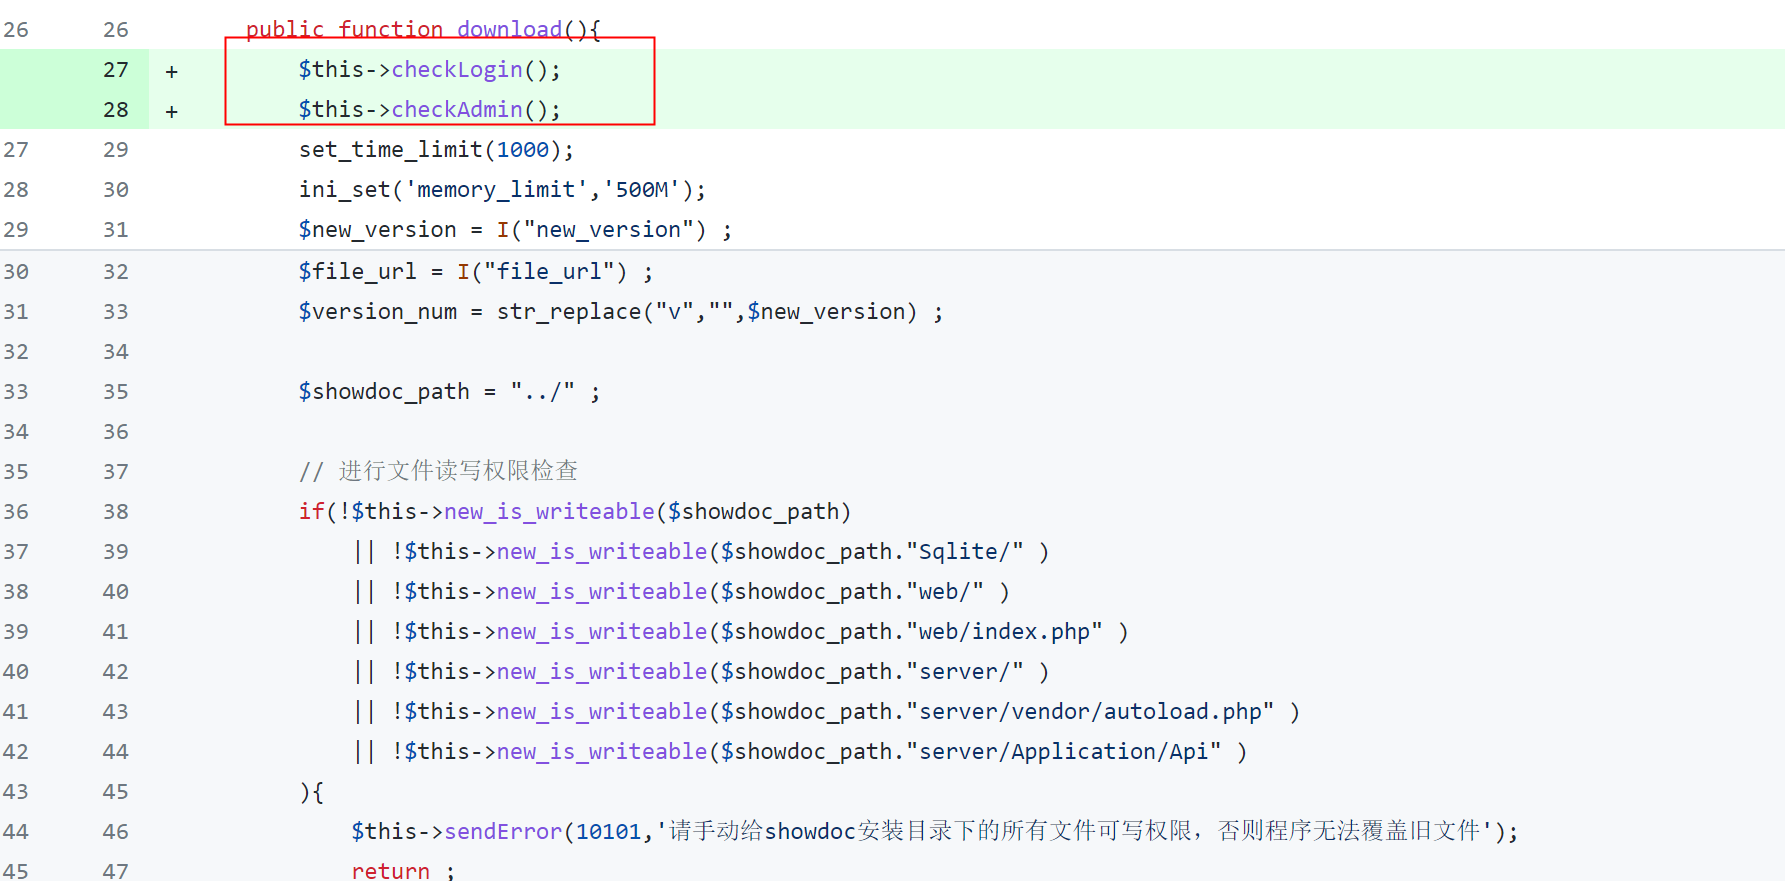 26 26 public function download(){
27 + $this->checkLogin();
28 + $this->checkAdmin();
27 29 set_time_limit(1000);
28 30 ini_set('memory_limit','500M');
29 31 $new_version = I("new_version") ;
30 32 $file_url = I("file_url") ;
31 33 $version_num = str_replace("v","",$new_version) ;
32 34
33 35 $showdoc_path = "../" ;
34 36
35 37 // 进行文件读写权限检查
36 38 if(!$this->new_is_writeable($showdoc_path)
37 39 || !$this->new_is_writeable($showdoc_path."Sqlite/" )
38 40 || !$this->new_is_writeable($showdoc_path."web/" )
39 41 || !$this->new_is_writeable($showdoc_path."web/index.php" )
40 42 || !$this->new_is_writeable($showdoc_path."server/" )
41 43 || !$this->new_is_writeable($showdoc_path."server/vendor/autoload.php" )
42 44 || !$this->new_is_writeable($showdoc_path."server/Application/Api" )
43 45 ){
44 46 $this->sendError(10101,'请手动给showdoc安装目录下的所有文件可写权限，否则程序无法覆盖旧文件');
45 47 return ;